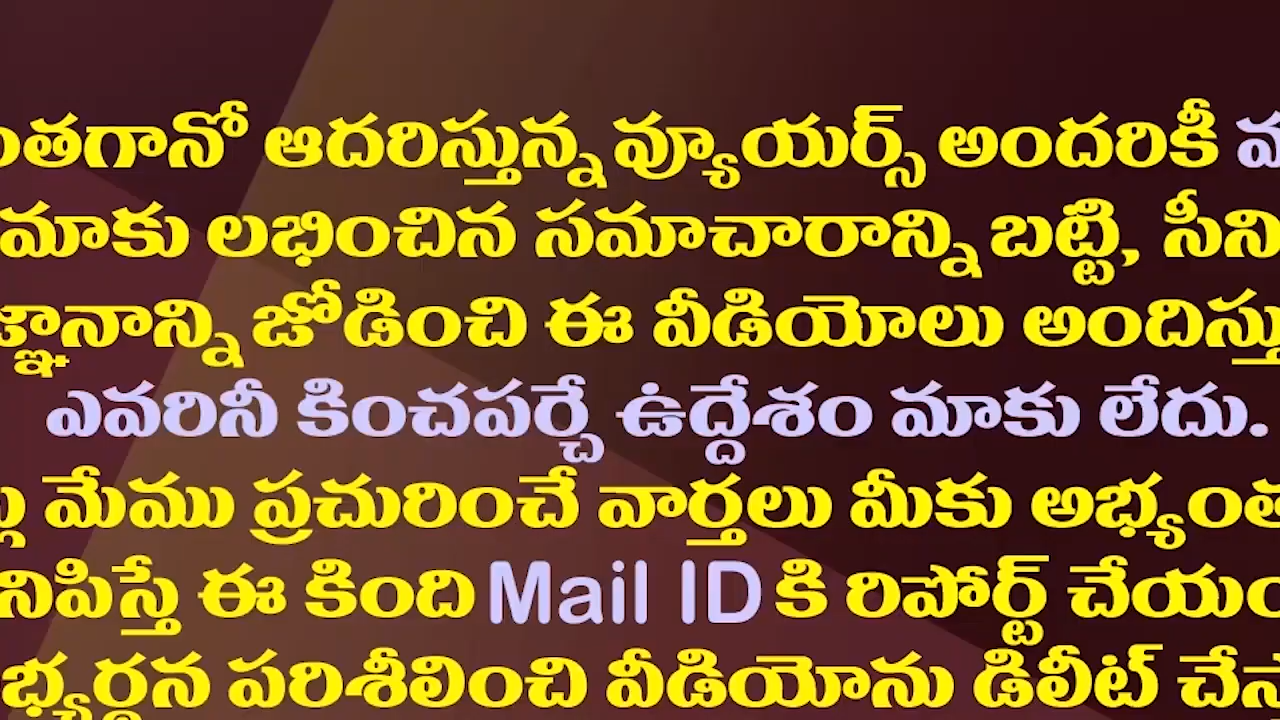 ంతగానో ఆదరిస్తున్న వ్యూయర్స్ అందరికీ
మాకు లభించిన సమాచారాన్ని బట్టి, సీని
జ్ఞానాన్ని జోడించి ఈ వీడియోలు అందిస్తు
ఎవరినీ కించపర్చే ఉద్దేశం మాకు లేదు.
మేము ప్రచురించే వార్తలు మీకు అభ్యంత
నిపిస్తే ఈ కింది Mail ID కి రిపోర్ట్ చేయం
భ్యర్థన పరిశీలించి వీడియోను డిలీట్ చేస